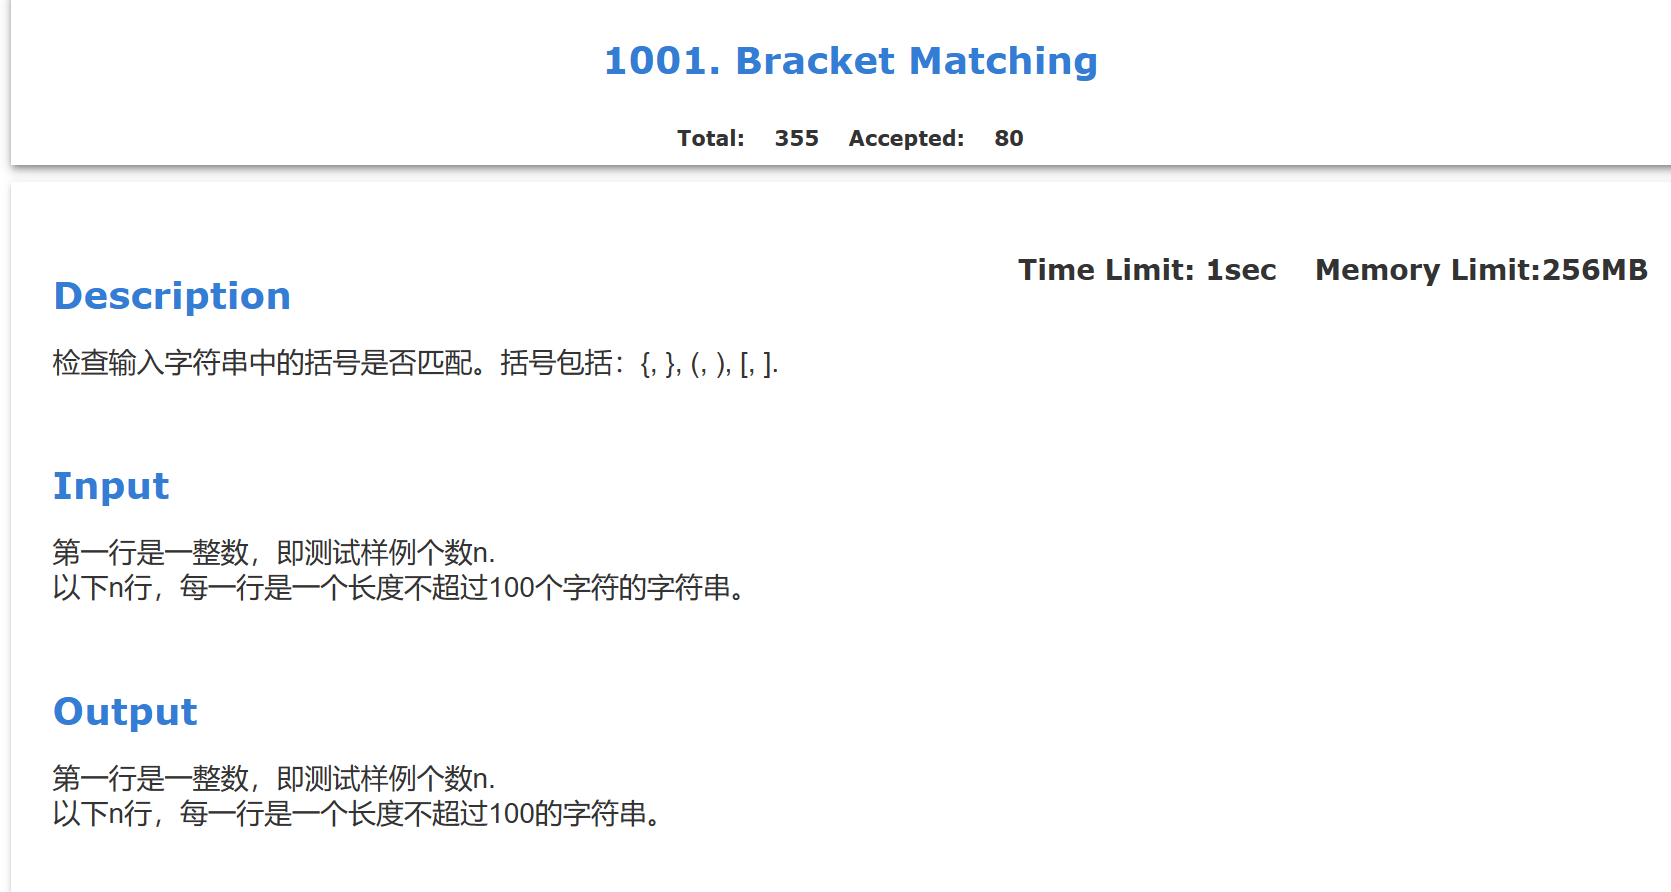 1001. Bracket Matching
Total: 355 Accepted: 80
Time Limit: 1sec Memory Limit:256MB
Description
检查输入字符串中的括号是否匹配。括号包括：{, }, (, ), [, ].
Input
第一行是一整数，即测试样例个数n.
以下n行，每一行是一个长度不超过100个字符的字符串。
Output
第一行是一整数，即测试样例个数n.
以下n行，每一行是一个长度不超过100的字符串。